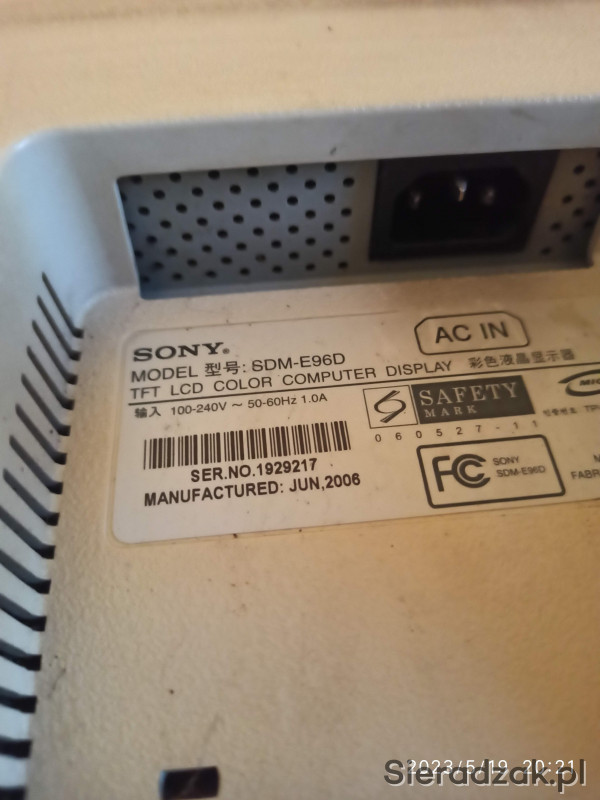 SONY®
AC IN
MODEL 型号: SDM-E96D
TFT LCD COLOR COMPUTER DISPLAY 彩色液晶显示器
输入 100-240V ~ 50-60Hz 1.0A
S SAFETY
MARK
060527-11
SER.NO.1929217
MANUFACTURED: JUN,2006
FC SONY
SDM-E96D
FABR
2023/5/19 20:21
Sieradzak.pl